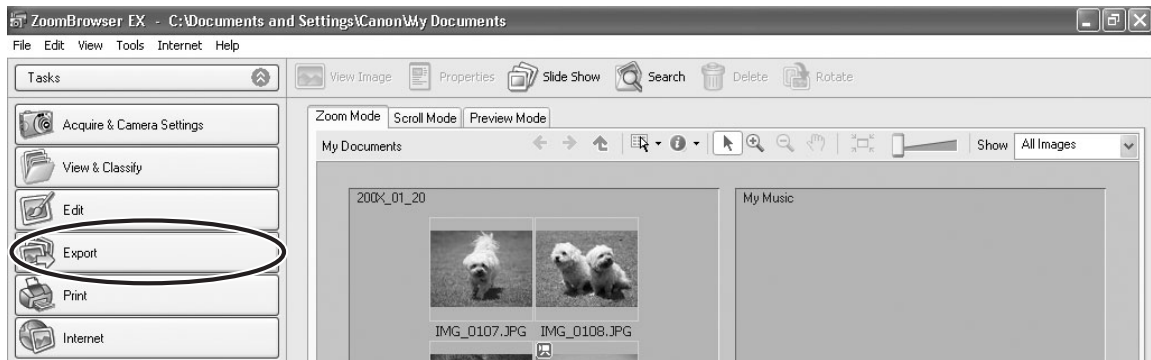 ZoomBrowser EX - C:\Documents and Settings\Canon\My Documents
File Edit View Tools Internet Help
Tasks
View Image Properties Slide Show Search Delete Rotate
Acquire & Camera Settings
View & Classify
Edit
Export
Print
Internet
Zoom Mode Scroll Mode Preview Mode
My Documents
Show All Images
200X_01_20
My Music
IMG_0107.JPG IMG_0108.JPG